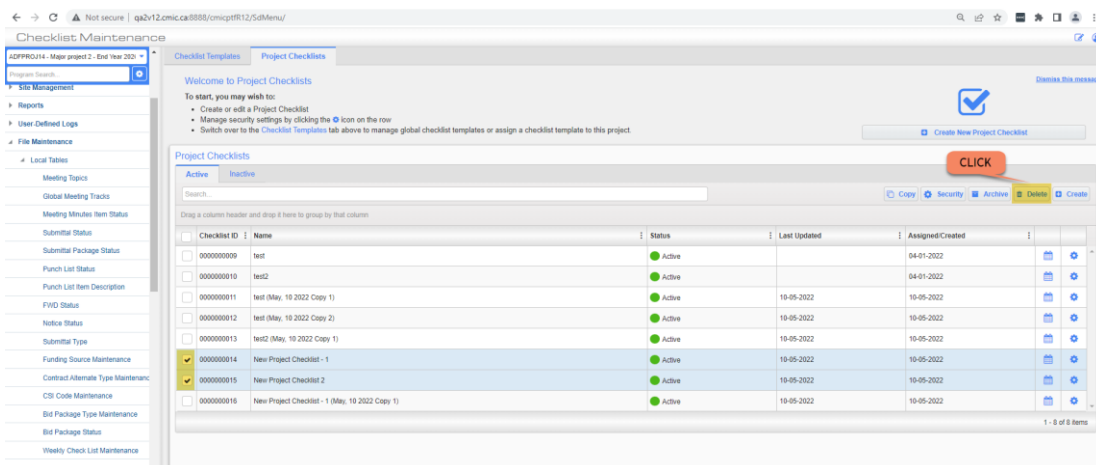 Not secure | qa2v12.cmic.ca:8888/cmicptfR12/SdMenu/
Checklist Maintenance
ADFPROJ14 - Major project 2 - End Year 202
Program Search...
Site Management
Reports
User-Defined Logs
File Maintenance
Local Tables
Meeting Topics
Global Meeting Tracks
Meeting Minutes Item Status
Submittal Status
Submittal Package Status
Punch List Status
Punch List Item Description
FWD Status
Notice Status
Submittal Type
Funding Source Maintenance
Contract Alternate Type Maintenanc
CSI Code Maintenance
Bid Package Type Maintenance
Bid Package Status
Weekly Check List Maintenance
Checklist Templates Project Checklists
Welcome to Project Checklists
Dismiss this messa
To start, you may wish to:
• Create or edit a Project Checklist
• Manage security settings by clicking the icon on the row
• Switch over to the Checklist Templates tab above to manage global checklist templates or assign a checklist template to this project.
Create New Project Checklist
Project Checklists
CLICK
Active Inactive
Search...
Copy Security Archive Delete Create
Drag a column header and drop it here to group by that column
Checklist ID Name Status Last Updated Assigned/Created
0000000009 test Active 04-01-2022
0000000010 test2 Active 04-01-2022
0000000011 test (May, 10 2022 Copy 1) Active 10-05-2022 10-05-2022
0000000012 test (May, 10 2022 Copy 2) Active 10-05-2022 10-05-2022
0000000013 test2 (May, 10 2022 Copy 1) Active 10-05-2022 10-05-2022
0000000014 New Project Checklist - 1 Active 10-05-2022 10-05-2022
0000000015 New Project Checklist 2 Active 10-05-2022 10-05-2022
0000000016 New Project Checklist - 1 (May, 10 2022 Copy 1) Active 10-05-2022 10-05-2022
1 - 8 of 8 items